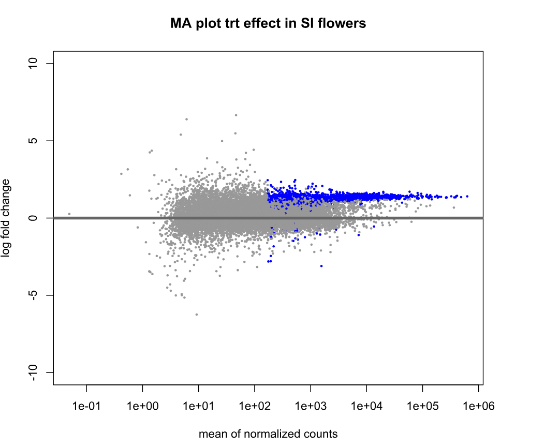 MA plot trt effect in SI flowers
log fold change
10
5
0
-5
-10
1e-01 1e+00 1e+01 1e+02 1e+03 1e+04 1e+05 1e+06
mean of normalized counts